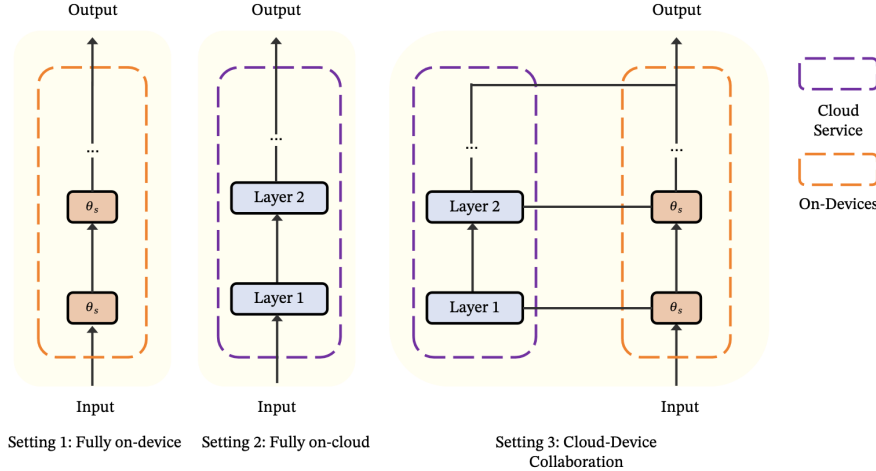 Output
Output
Output
...
...
...
...
Cloud
Service
θs
Layer 2
Layer 2
θs
On-Devices
θs
Layer 1
Layer 1
θs
Input
Input
Input
Setting 1: Fully on-device
Setting 2: Fully on-cloud
Setting 3: Cloud-Device
Collaboration